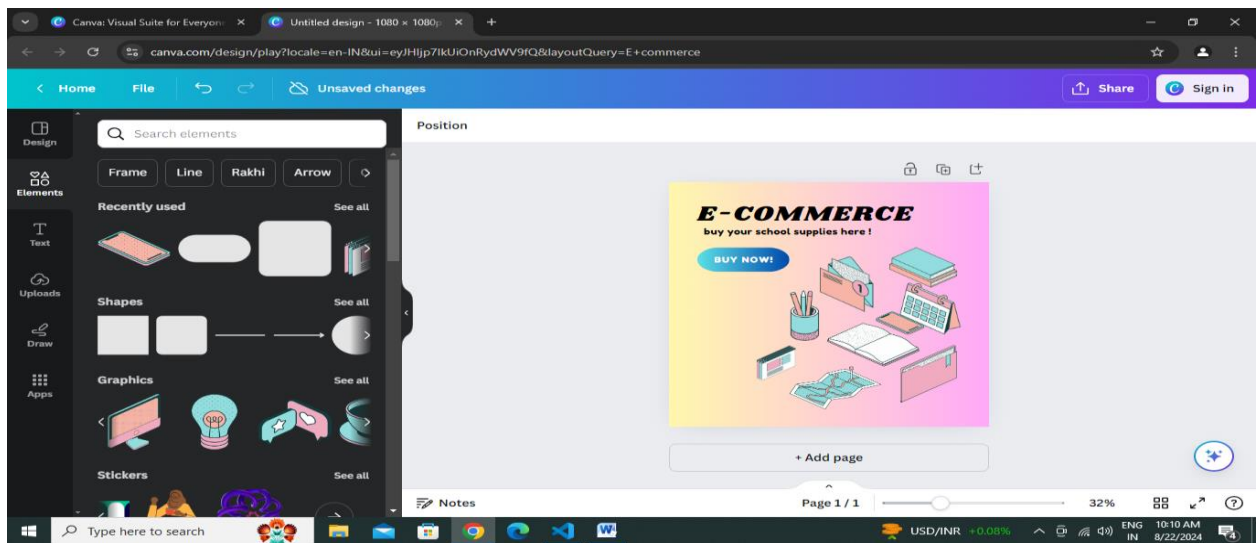 Canva: Visual Suite for Everyone
Untitled design - 1080 × 1080p
canva.com/design/play?locale=en-IN&ui=eyJHIjp7IkUiOnRydWV9fQ&layoutQuery=E+commerce
Home File Unsaved changes Share Sign in
Design
Elements
Text
Uploads
Draw
Apps
Search elements
Frame Line Rakhi Arrow
Recently used See all
Shapes See all
Graphics See all
Stickers See all
Position
E-COMMERCE
buy your school supplies here !
BUY NOW!
1
+ Add page
Notes Page 1 / 1 32%
Type here to search
USD/INR +0.08%
ENG
IN
10:10 AM
8/22/2024
4